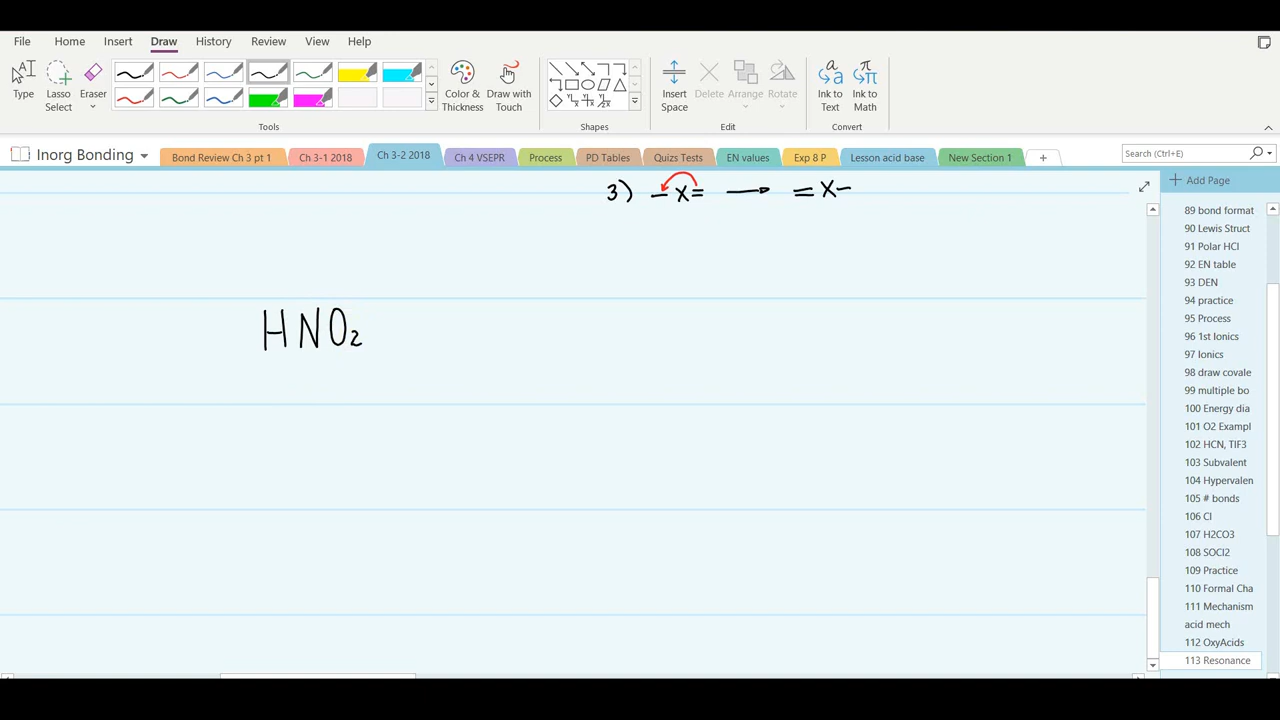 File Home Insert Draw History Review View Help
Type Lasso Select Eraser Color & Thickness Draw with Touch Insert Space Delete Arrange Rotate Ink to Text Ink to Math
Tools Shapes Edit Convert
Inorg Bonding Bond Review Ch 3 pt 1 Ch 3-1 2018 Ch 3-2 2018 Ch 4 VSEPR Process PD Tables Quizs Tests EN values Exp 8 P Lesson acid base New Section 1 + Search (Ctrl+E)
3) –X= → =X–
HNO₂
+ Add Page
89 bond format
90 Lewis Struct
91 Polar HCl
92 EN table
93 DEN
94 practice
95 Process
96 1st Ionics
97 Ionics
98 draw covale
99 multiple bo
100 Energy dia
101 O2 Exampl
102 HCN, TIF3
103 Subvalent
104 Hypervalen
105 # bonds
106 CI
107 H2CO3
108 SOCl2
109 Practice
110 Formal Cha
111 Mechanism
acid mech
112 OxyAcids
113 Resonance